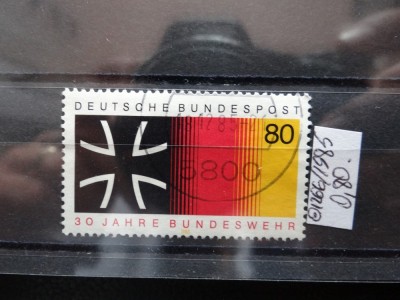 DEUTSCHE BUNDESPOST
80
5800
30 JAHRE BUNDESWEHR
1266/1985
0,80.-